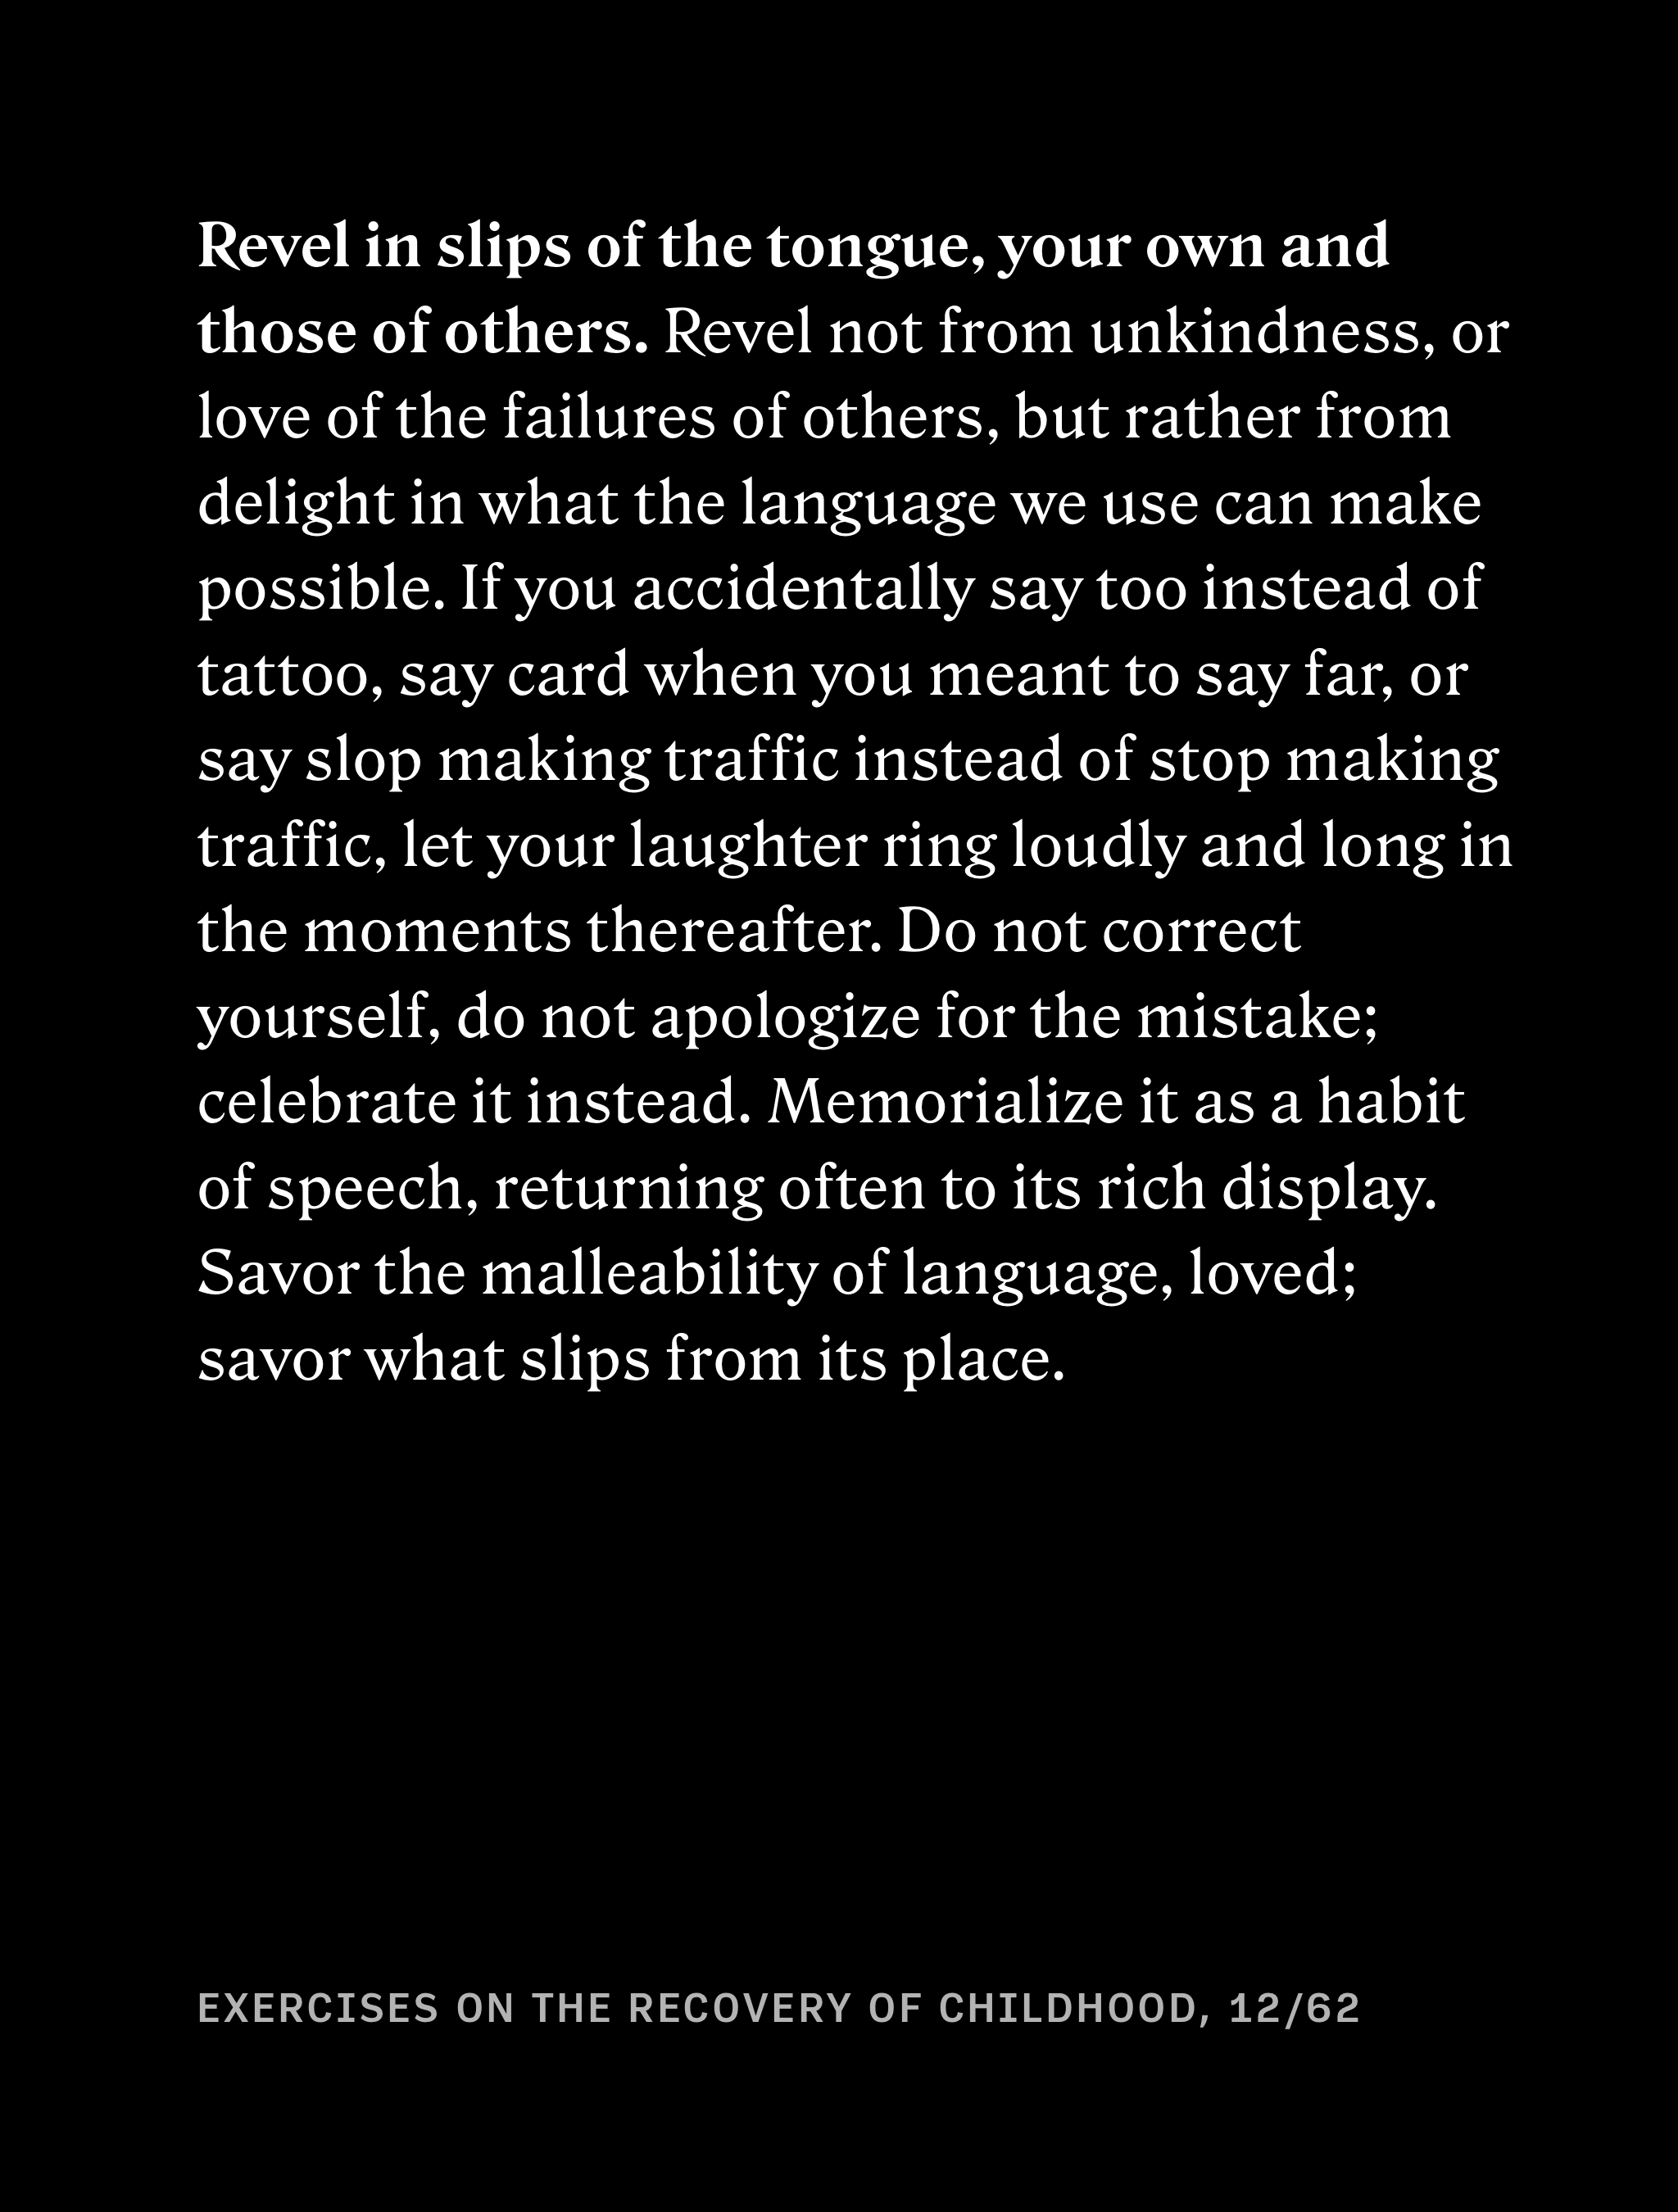 Revel in slips of the tongue, your own and
those of others. Revel not from unkindness, or
love of the failures of others, but rather from
delight in what the language we use can make
possible. If you accidentally say too instead of
tattoo, say card when you meant to say far, or
say slop making traffic instead of stop making
traffic, let your laughter ring loudly and long in
the moments thereafter. Do not correct
yourself, do not apologize for the mistake;
celebrate it instead. Memorialize it as a habit
of speech, returning often to its rich display.
Savor the malleability of language, loved;
savor what slips from its place.
EXERCISES ON THE RECOVERY OF CHILDHOOD, 12/62